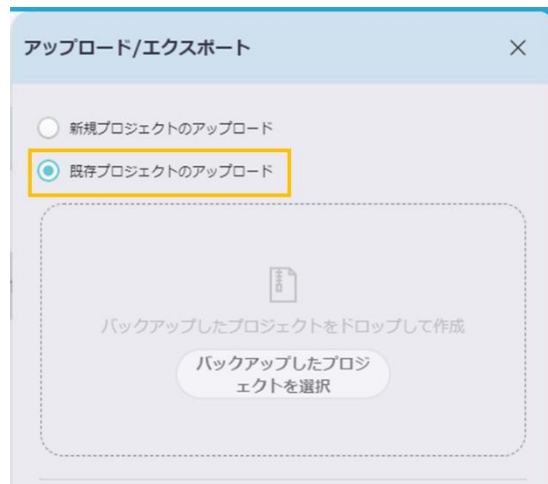 アップロード/エクスポート
新規プロジェクトのアップロード
既存プロジェクトのアップロード
バックアップしたプロジェクトをドロップして作成
バックアップしたプロジ
ェクトを選択